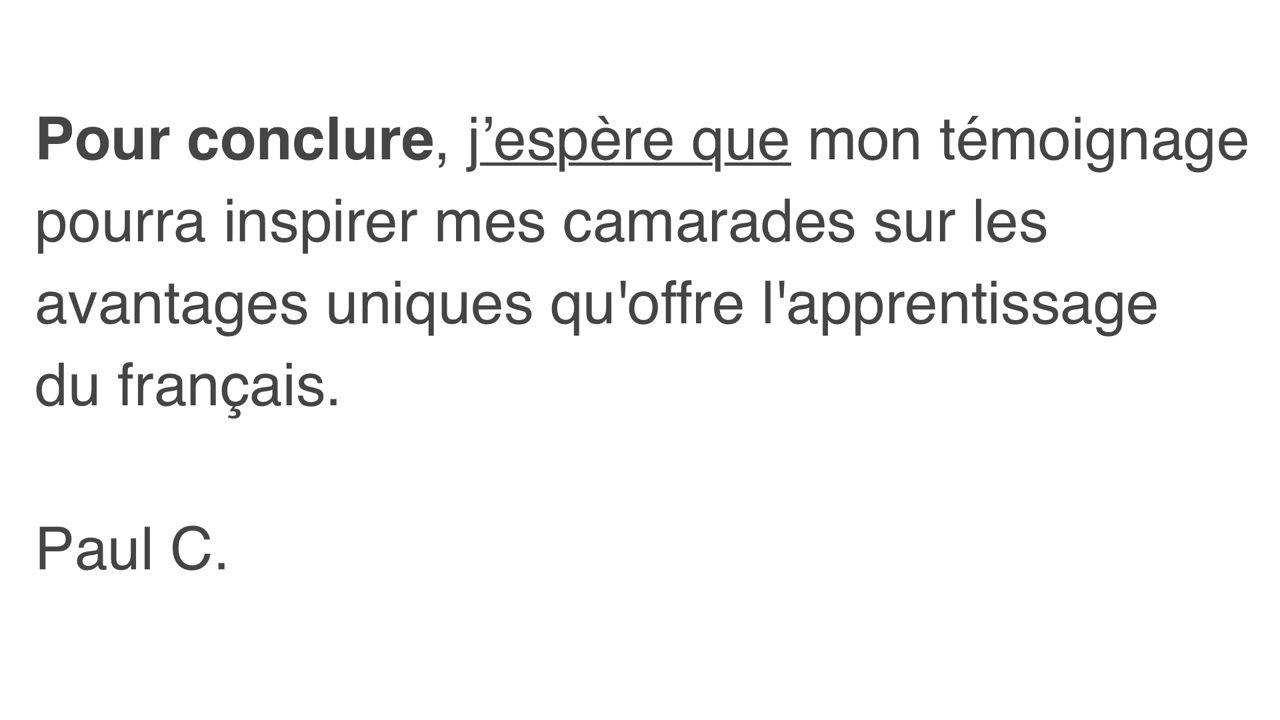 Pour conclure, j’espère que mon témoignage
pourra inspirer mes camarades sur les
avantages uniques qu'offre l'apprentissage
du français.
Paul C.